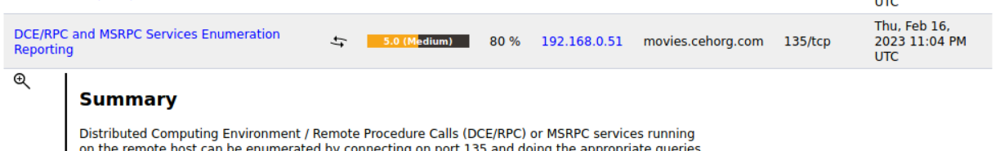 UTC
DCE/RPC and MSRPC Services Enumeration Reporting
5.0 (Medium)
80 %
192.168.0.51
movies.cehorg.com
135/tcp
Thu, Feb 16, 2023 11:04 PM UTC
Summary
Distributed Computing Environment / Remote Procedure Calls (DCE/RPC) or MSRPC services running
on the remote host can be enumerated by connecting on port 135 and doing the appropriate queries